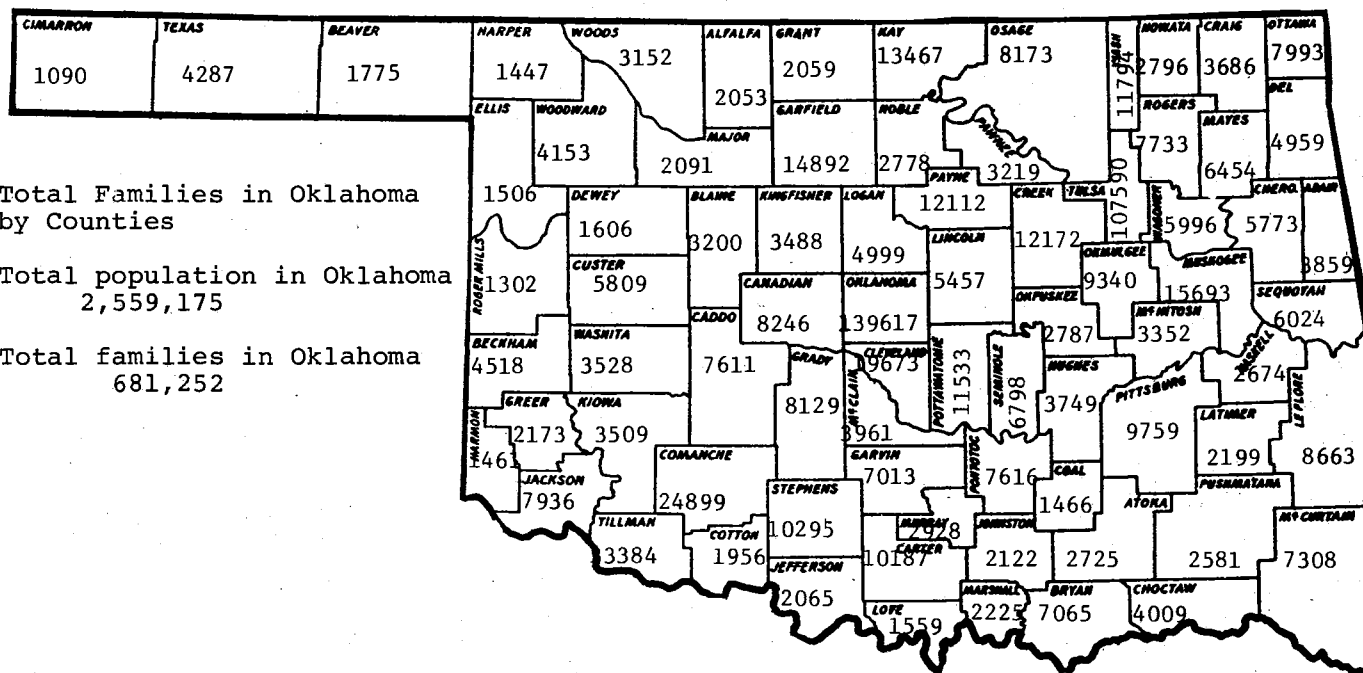 CIMARRON
1090
TEXAS
4287
BEAVER
1775
HARPER
1447
WOODS
3152
ALFALFA
2053
GRANT
2059
KAY
13467
OSAGE
8173
WASH
11794
NOWATA
2796
CRAIG
3686
OTTAWA
7993
ELLIS
1506
WOODWARD
4153
MAJOR
2091
GARFIELD
14892
NOBLE
2778
PAWNEE
3219
ROGERS
7733
MAYES
6454
DEL
4959
Total Families in Oklahoma
by Counties
Total population in Oklahoma
2,559,175
Total families in Oklahoma
681,252
DEWEY
1606
BLAINE
3200
KINGFISHER
3488
LOGAN
4999
PAYNE
12112
CREEK
12172
TULSA
107590
WAGONER
5996
CHERO.
5773
ADAIR
3859
ROGER MILLS
1302
CUSTER
5809
CANADIAN
8246
OKLAHOMA
139617
LINCOLN
5457
OKMULGEE
9340
MUSKOGEE
15693
SEQUOYAH
6024
BECKHAM
4518
WASHITA
3528
CADDO
7611
GRADY
8129
McCLAIN
3961
CLEVELAND
POTTAWATOMIE
11533
SEMINOLE
6798
OKFUSKEE
2787
McINTOSH
3352
HASKELL
2674
HUGHES
3749
PITTSBURG
9759
LATIMER
2199
LE FLORE
8663
HARMON
1461
GREER
2173
KIOWA
3509
JACKSON
7936
COMANCHE
24899
STEPHENS
10295
GARVIN
7013
PONTOTOC
7616
COAL
1466
ATOKA
2725
PUSHMATAHA
2581
McCURTAIN
7308
TILLMAN
3384
COTTON
1956
JEFFERSON
2065
MURRAY
2928
CARTER
10187
JOHNSTON
2122
LOVE
1559
MARSHALL
2225
BRYAN
7065
CHOCTAW
4009